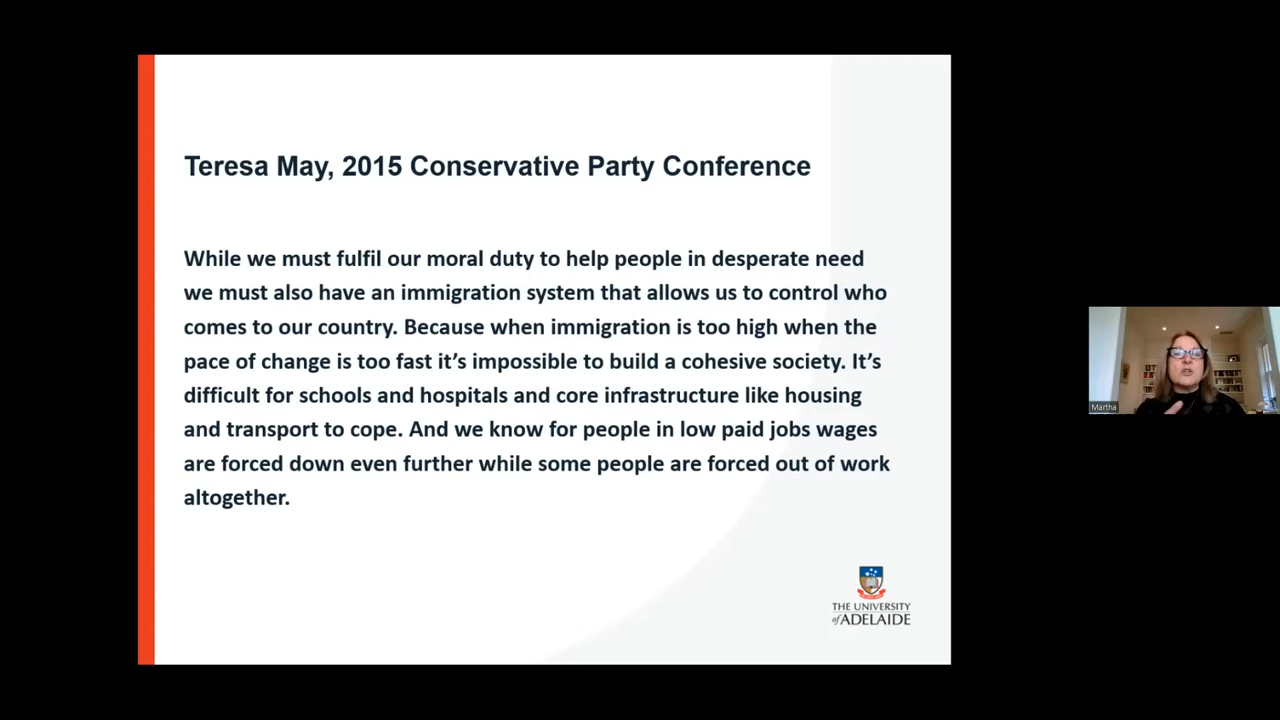 Teresa May, 2015 Conservative Party Conference
While we must fulfil our moral duty to help people in desperate need
we must also have an immigration system that allows us to control who
comes to our country. Because when immigration is too high when the
pace of change is too fast it's impossible to build a cohesive society. It's
difficult for schools and hospitals and core infrastructure like housing
and transport to cope. And we know for people in low paid jobs wages
are forced down even further while some people are forced out of work
altogether.
THE UNIVERSITY
of ADELAIDE
Martha